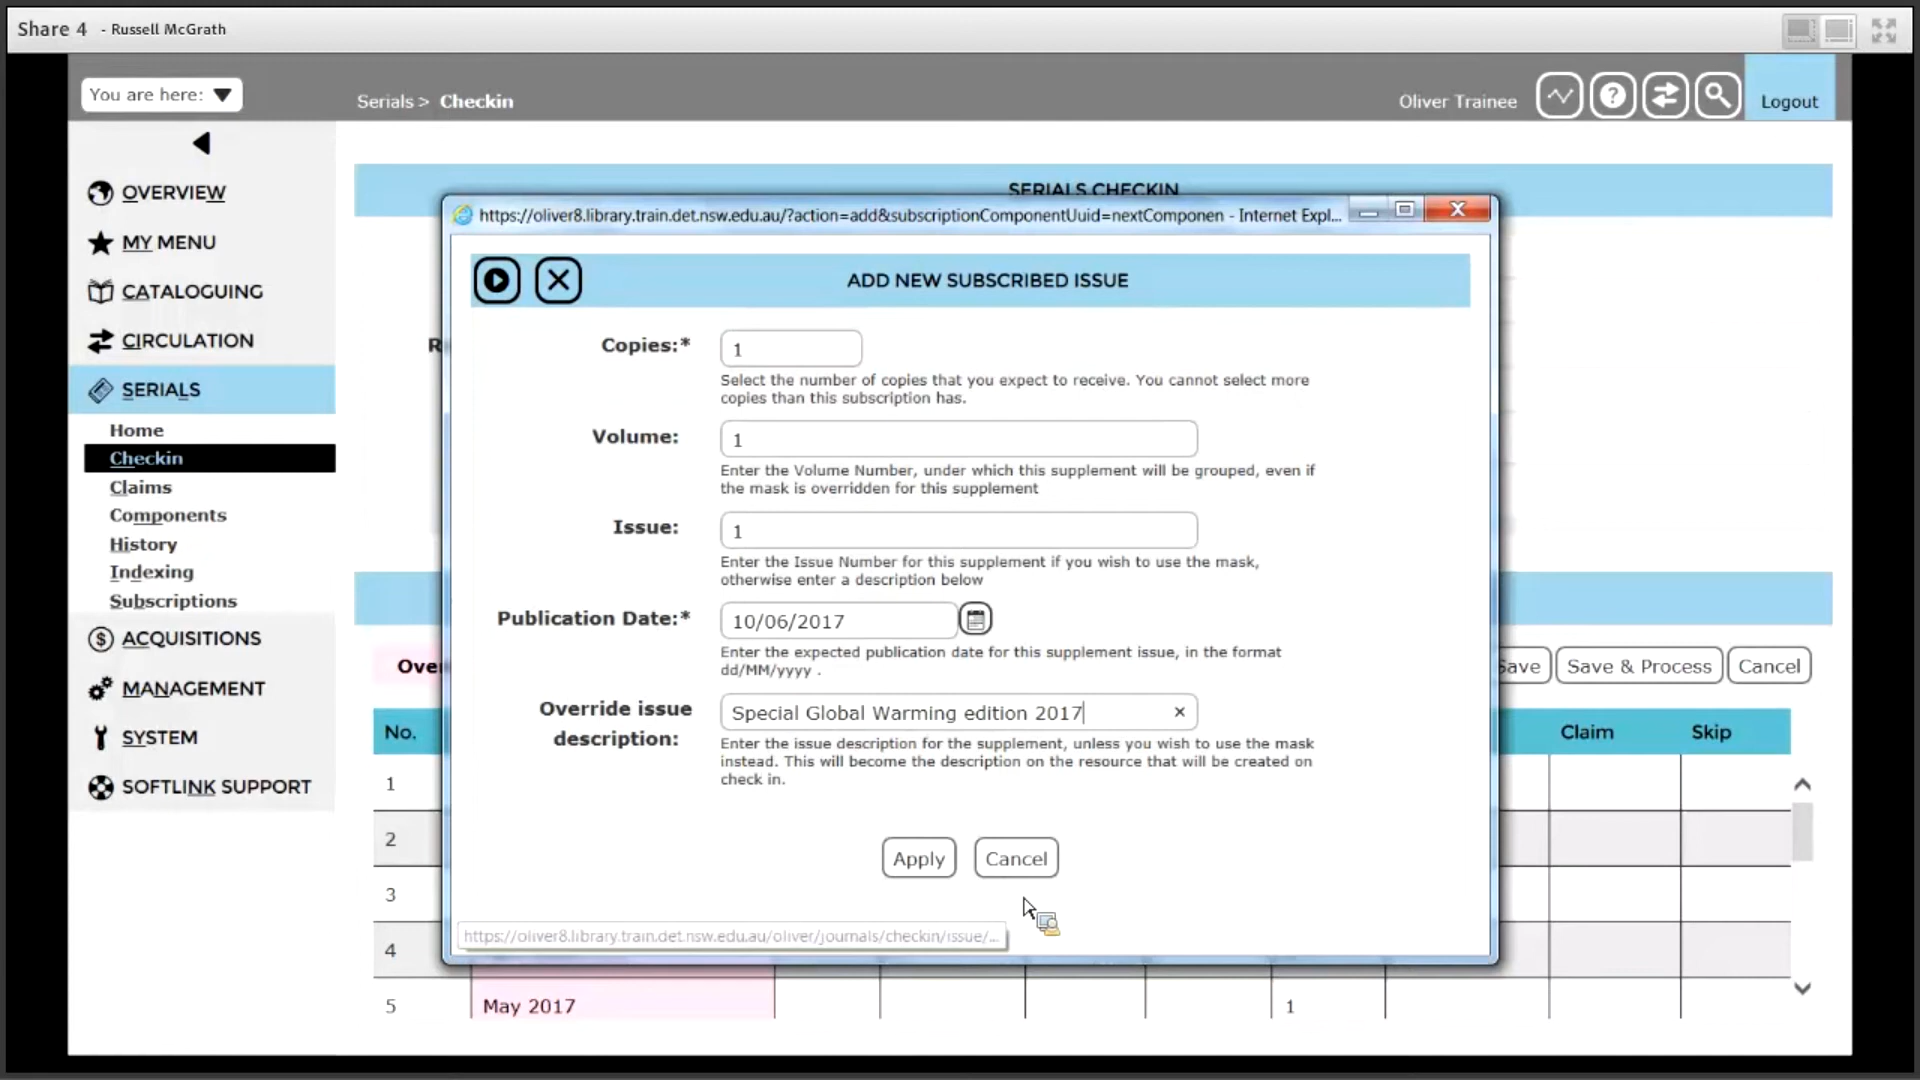 Share 4 - Russell McGrath
You are here:
Serials > Checkin
Oliver Trainee
Logout
OVERVIEW
MY MENU
CATALOGUING
CIRCULATION
SERIALS
Home
Checkin
Claims
Components
History
Indexing
Subscriptions
ACQUISITIONS
MANAGEMENT
SYSTEM
SOFTLINK SUPPORT
SERIALS CHECKIN
R
https://oliver8.library.train.det.nsw.edu.au/?action=add&subscriptionComponentUuid=nextComponen - Internet Expl...
ADD NEW SUBSCRIBED ISSUE
Copies:*
1
Select the number of copies that you expect to receive. You cannot select more
copies than this subscription has.
Volume:
1
Enter the Volume Number, under which this supplement will be grouped, even if
the mask is overridden for this supplement
Issue:
1
Enter the Issue Number for this supplement if you wish to use the mask,
otherwise enter a description below
Publication Date:*
10/06/2017
Enter the expected publication date for this supplement issue, in the format
dd/MM/yyyy .
Override issue
description:
Special Global Warming edition 2017
Enter the issue description for the supplement, unless you wish to use the mask
instead. This will become the description on the resource that will be created on
check in.
Apply
Cancel
https://oliver8.library.train.det.nsw.edu.au/oliver/journals/checkin/issue/...
Over
Save
Save & Process
Cancel
No.
Claim
Skip
1
2
3
4
5
May 2017
1